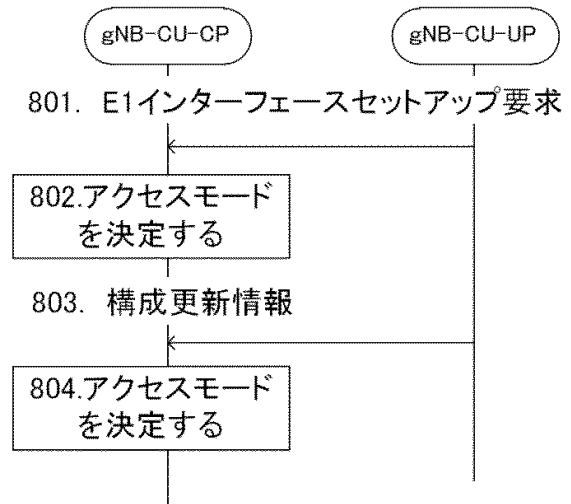 gNB-CU-CP
gNB-CU-UP
801. E1インターフェースセットアップ要求
802.アクセスモード
を決定する
803. 構成更新情報
804.アクセスモード
を決定する